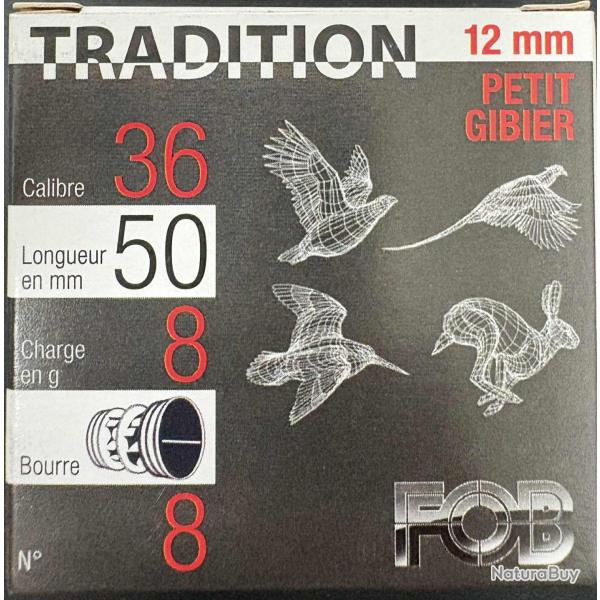 TRADITION
12 mm
PETIT
GIBIER
Calibre 36
Longueur
en mm 50
Charge
en g 8
Bourre
N° 8
FOB
NaturaBuy